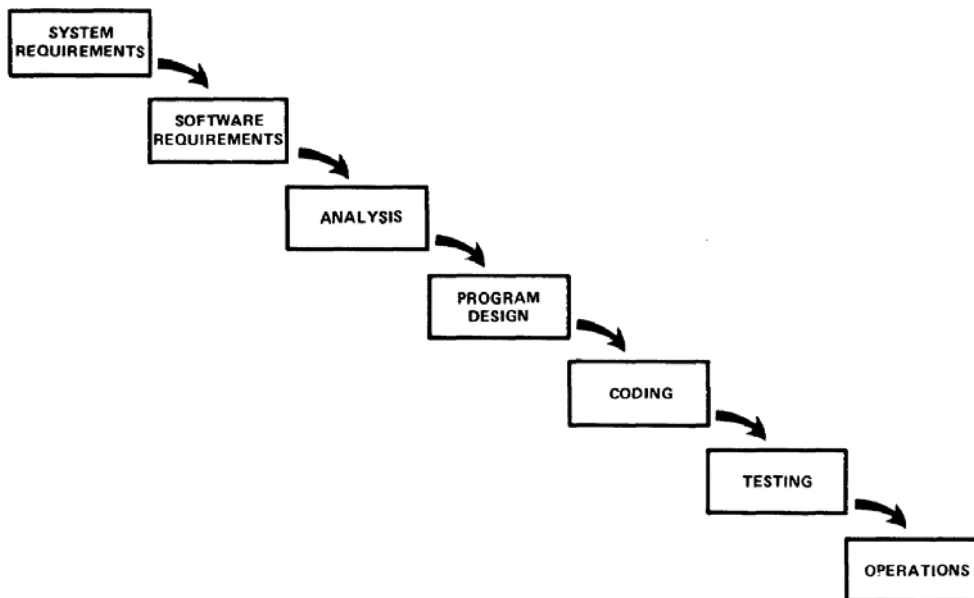 SYSTEM
REQUIREMENTS
SOFTWARE
REQUIREMENTS
ANALYSIS
PROGRAM
DESIGN
CODING
TESTING
OPERATIONS